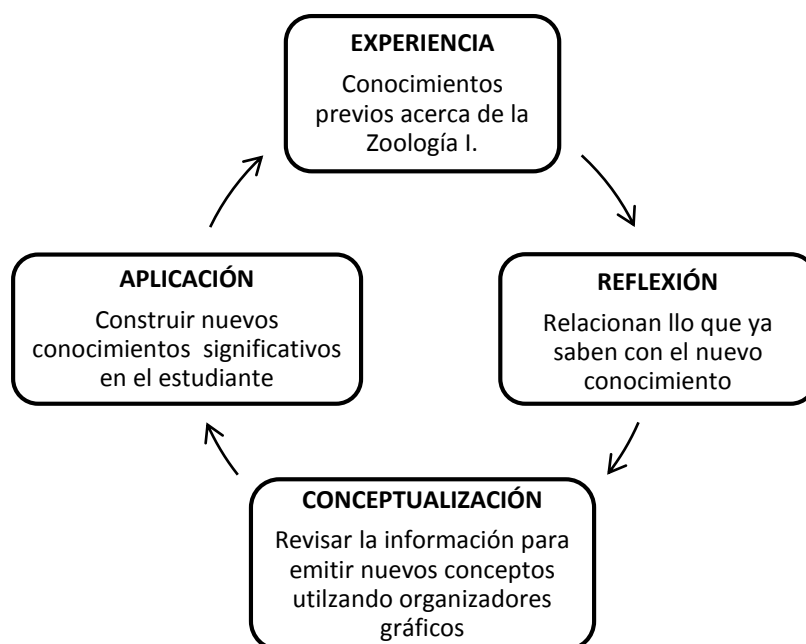 EXPERIENCIA
Conocimientos
previos acerca de la
Zoología I.
REFLEXIÓN
Relacionan llo que ya
saben con el nuevo
conocimiento
CONCEPTUALIZACIÓN
Revisar la información para
emitir nuevos conceptos
utilzando organizadores
gráficos
APLICACIÓN
Construir nuevos
conocimientos  significativos
en el estudiante